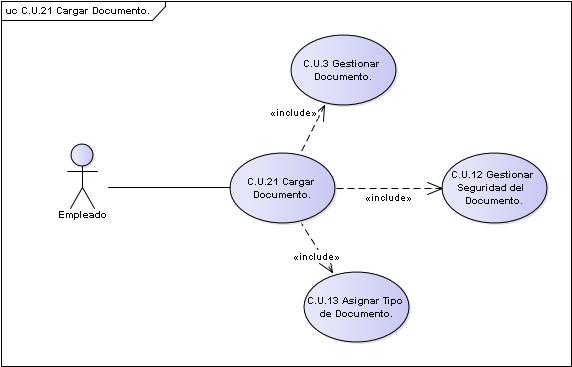 uc C.U.21 Cargar Documento.
C.U.3 Gestionar
Documento.
«include»
Empleado
C.U.21 Cargar
Documento.
«include»
C.U.12 Gestionar
Seguridad del
Documento.
«include»
C.U.13 Asignar Tipo
de Documento.